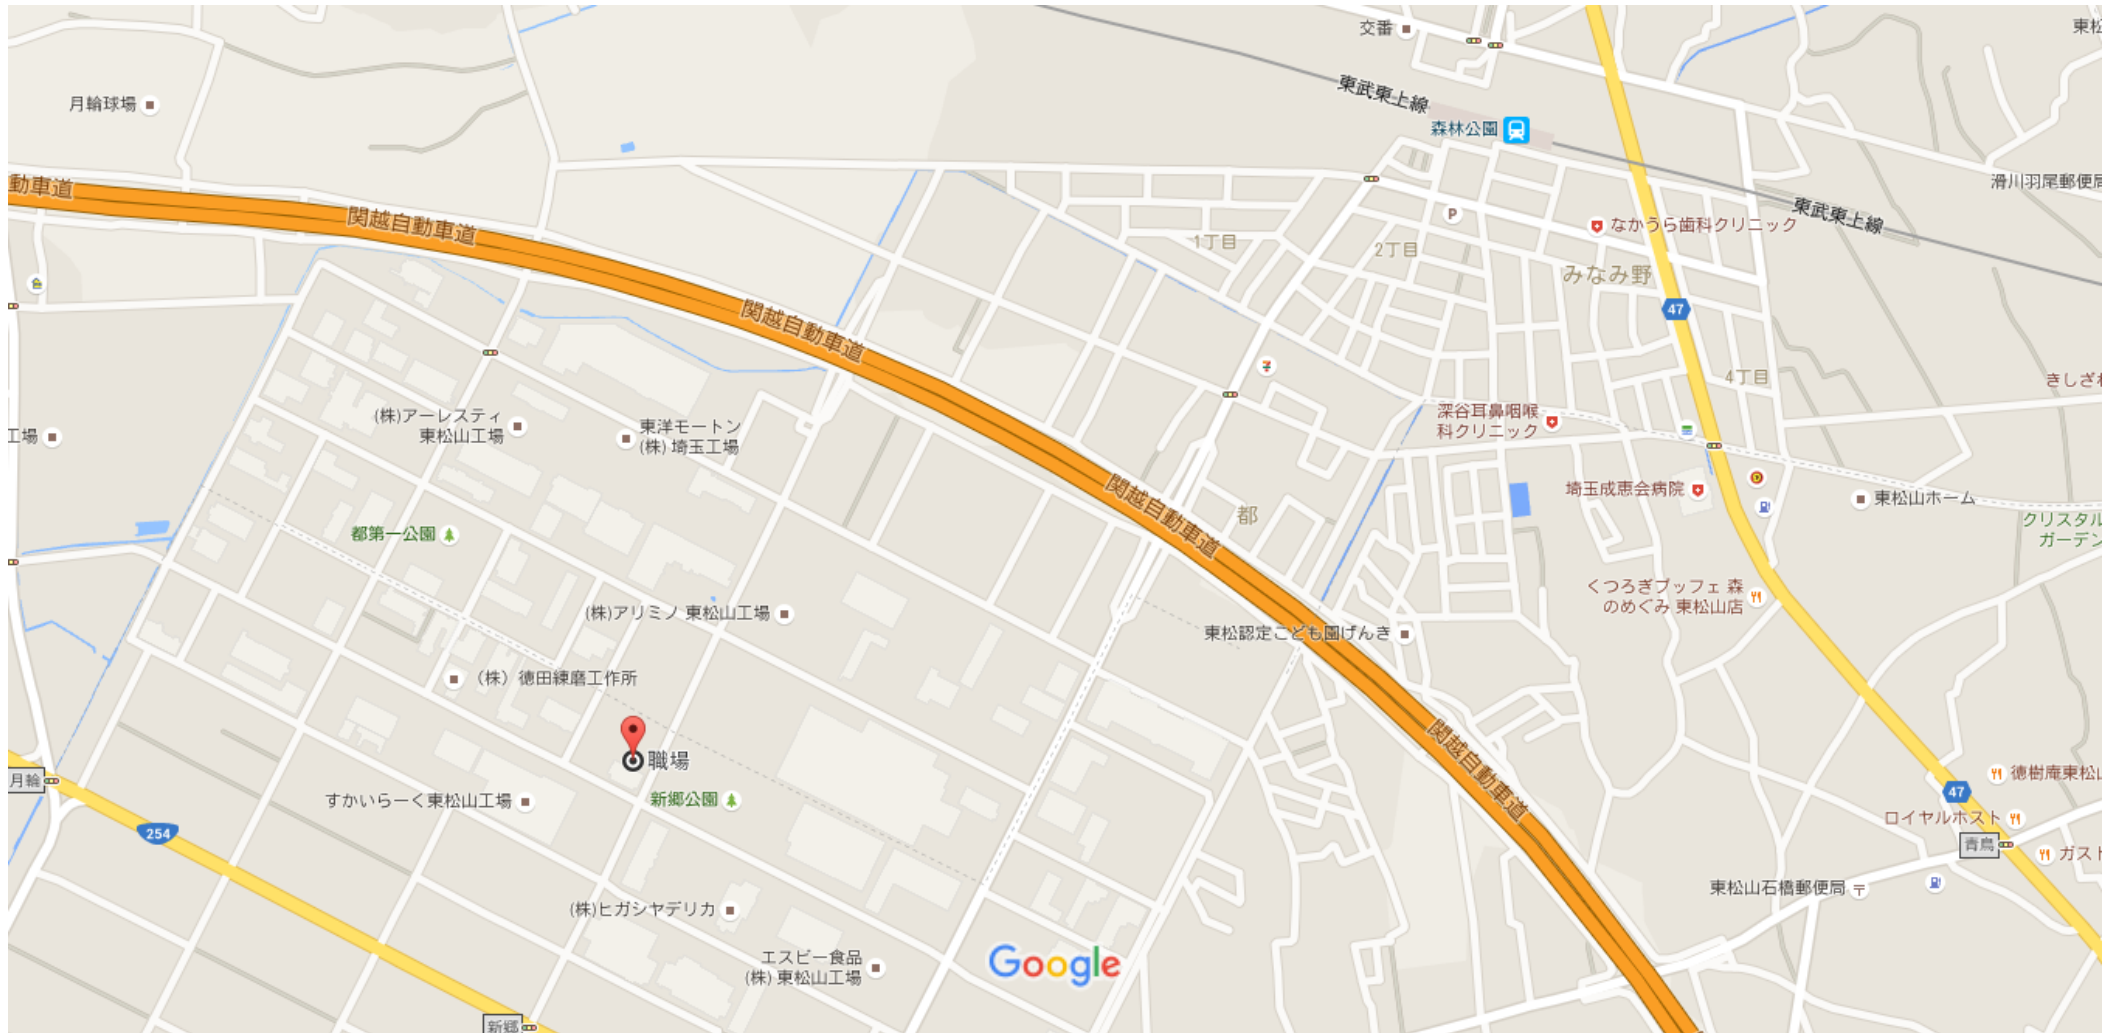 交番
東松
東武東上線
月輪球場
森林公園
滑川羽尾郵便局
動車道
関越自動車道
東武東上線
P
なかうら歯科クリニック
1丁目
2丁目
みなみ野
47
関越自動車道
4丁目
きしざわ
(株)アーレスティ
東松山工場
東洋モートン
(株)埼玉工場
深谷耳鼻咽喉
科クリニック
工場
関越自動車道
埼玉成恵会病院
東松山ホーム
都
都第一公園
クリスタル
ガーデン
くつろぎブッフェ 森
のめぐみ 東松山店
(株)アリミノ 東松山工場
東松認定こども園げんき
(株) 徳田練磨工作所
職場
関越自動車道
月輪
すかいらーく東松山工場
新郷公園
徳樹庵東松山
47
ロイヤルホスト
254
青鳥
ガスト
東松山石橋郵便局
(株)ヒガシヤデリカ
エスビー食品
(株)東松山工場
Google
新郷